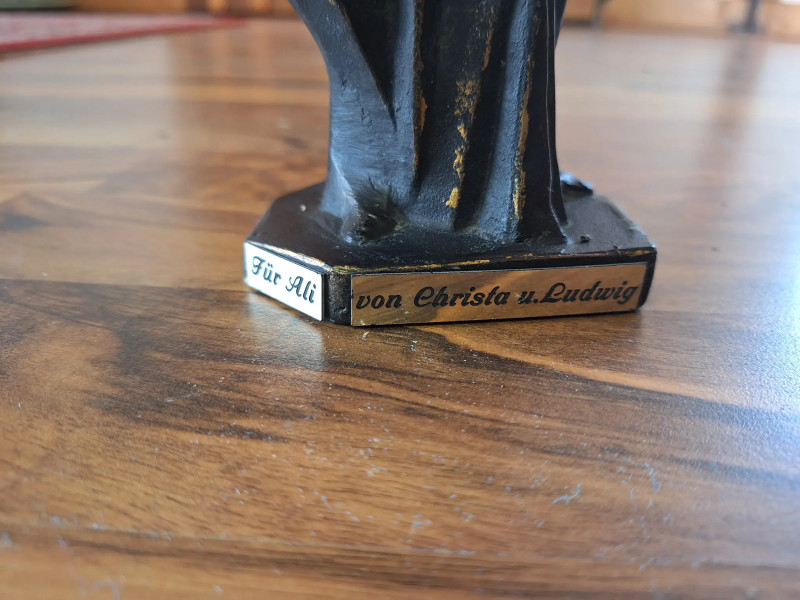 Für Ali
von Christa u. Ludwig